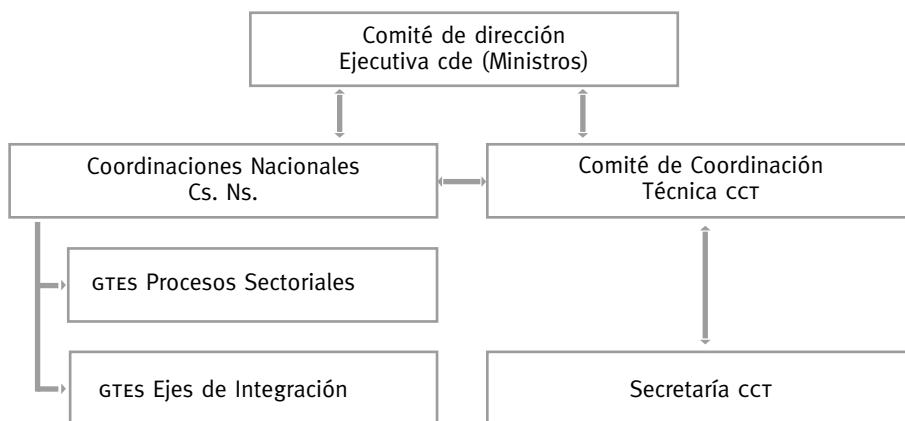 Comité de dirección
Ejecutiva cde (Ministros)
Coordinaciones Nacionales
Cs. Ns.
Comité de Coordinación
Técnica CCT
GTES Procesos Sectoriales
GTES Ejes de Integración
Secretaría CCT